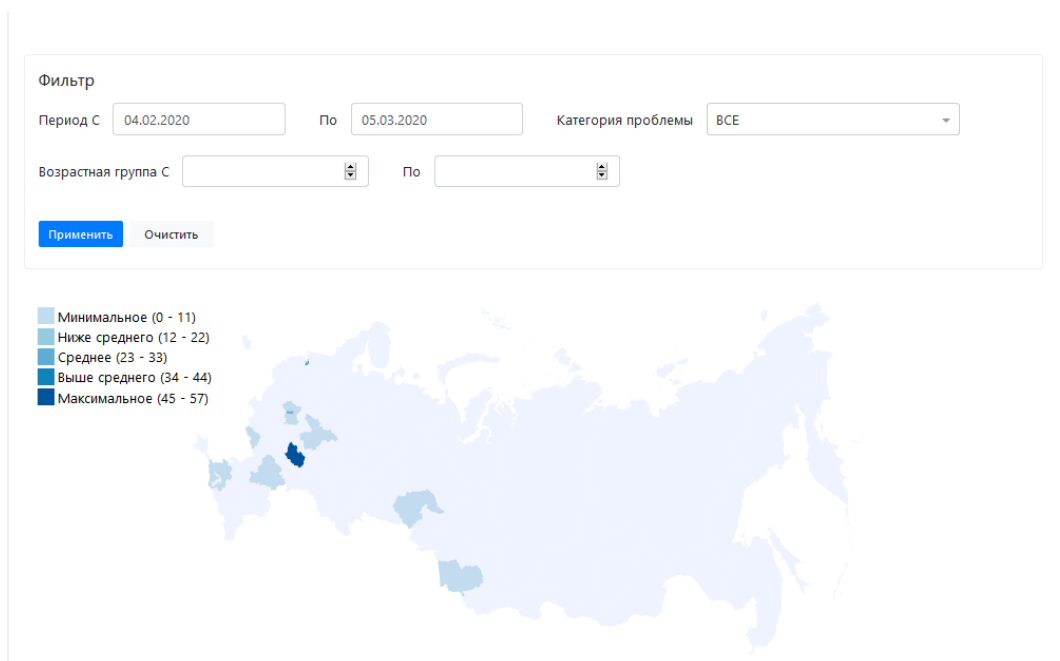 Фильтр
Период С 04.02.2020 По 05.03.2020 Категория проблемы ВСЕ
Возрастная группа С По
Применить Очистить
Минимальное (0 - 11)
Ниже среднего (12 - 22)
Среднее (23 - 33)
Выше среднего (34 - 44)
Максимальное (45 - 57)